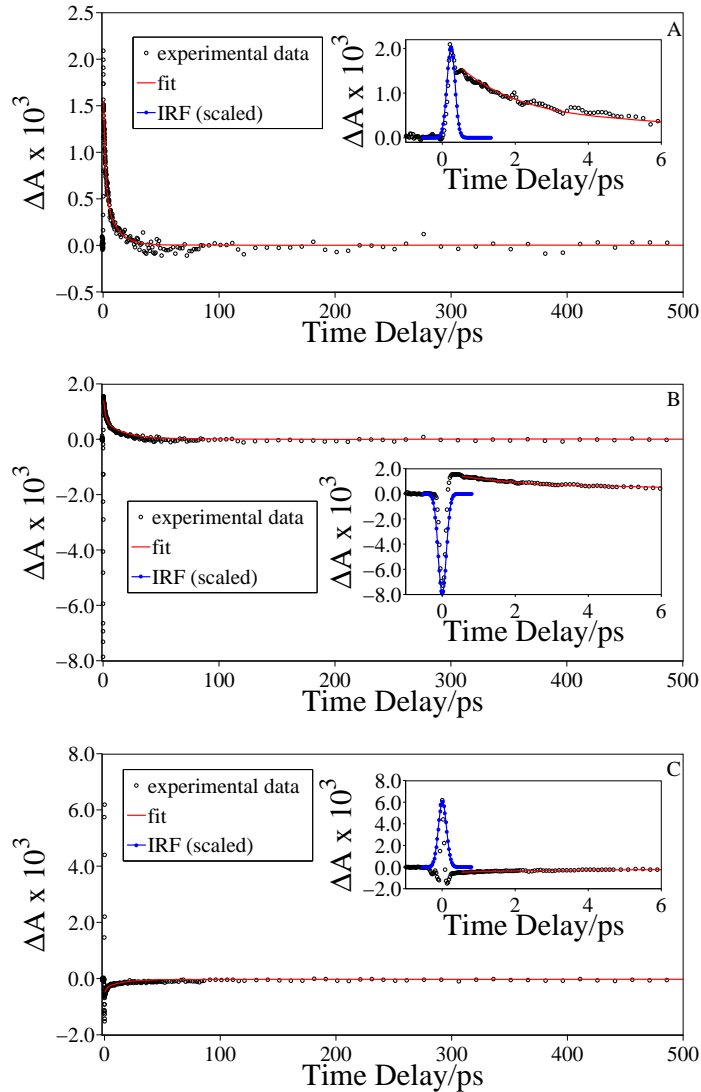 A
2.5
2.0
1.5
1.0
0.5
0.0
−0.5
ΔA x 10³
0 100 200 300 400 500
Time Delay/ps
experimental data
fit
IRF (scaled)
2.0
1.0
0.0
ΔA x 10³
0 2 4 6
Time Delay/ps
B
2.0
0.0
−2.0
−4.0
−6.0
−8.0
ΔA x 10³
0 100 200 300 400 500
Time Delay/ps
experimental data
fit
IRF (scaled)
2.0
0.0
−2.0
−4.0
−6.0
−8.0
ΔA x 10³
0 2 4 6
Time Delay/ps
C
8.0
6.0
4.0
2.0
0.0
−2.0
ΔA x 10³
0 100 200 300 400 500
Time Delay/ps
experimental data
fit
IRF (scaled)
8.0
6.0
4.0
2.0
0.0
−2.0
ΔA x 10³
0 2 4 6
Time Delay/ps